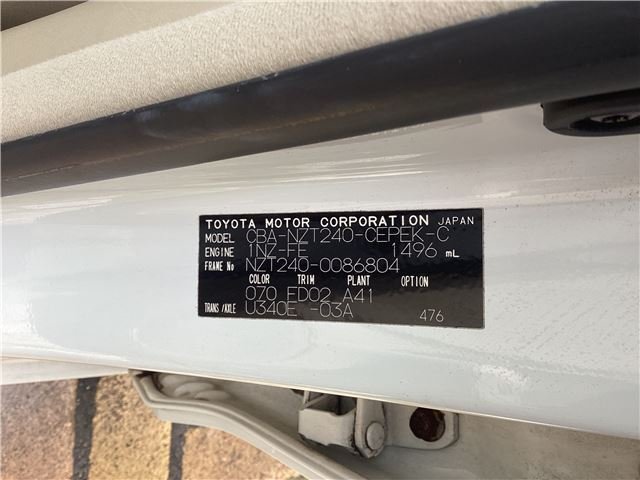 TOYOTA MOTOR CORPORATION JAPAN
MODEL CBA-NZT240-CEPEK-C
ENGINE 1NZ-FE 1496 mL
FRAME No NZT240-0086804
COLOR TRIM PLANT OPTION
070 FD02 A41
TRANS/AXLE U340E -03A 476